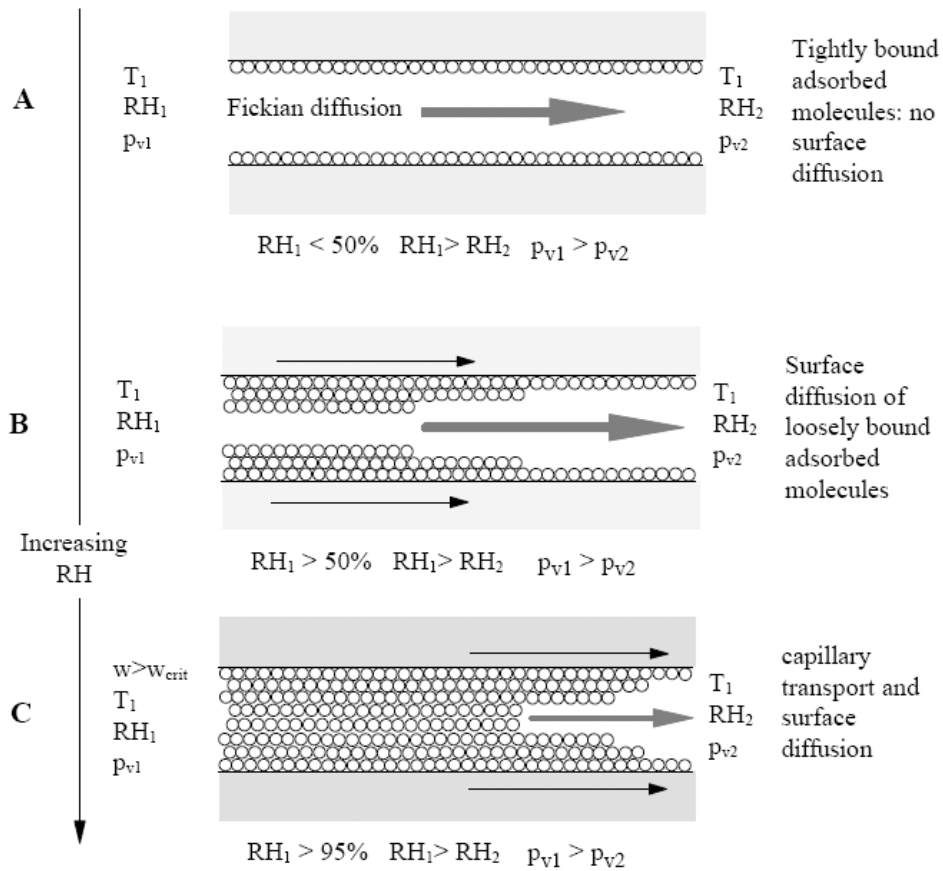 A
T₁
RH₁
pᵥ₁
Fickian diffusion
T₁
RH₂
pᵥ₂
Tightly bound
adsorbed
molecules: no
surface
diffusion
RH₁ < 50% RH₁> RH₂ pᵥ₁ > pᵥ₂
B
T₁
RH₁
pᵥ₁
T₁
RH₂
pᵥ₂
Surface
diffusion of
loosely bound
adsorbed
molecules
RH₁ > 50% RH₁> RH₂ pᵥ₁ > pᵥ₂
Increasing
RH
C
w>w_crit
T₁
RH₁
pᵥ₁
T₁
RH₂
pᵥ₂
capillary
transport and
surface
diffusion
RH₁ > 95% RH₁> RH₂ pᵥ₁ > pᵥ₂